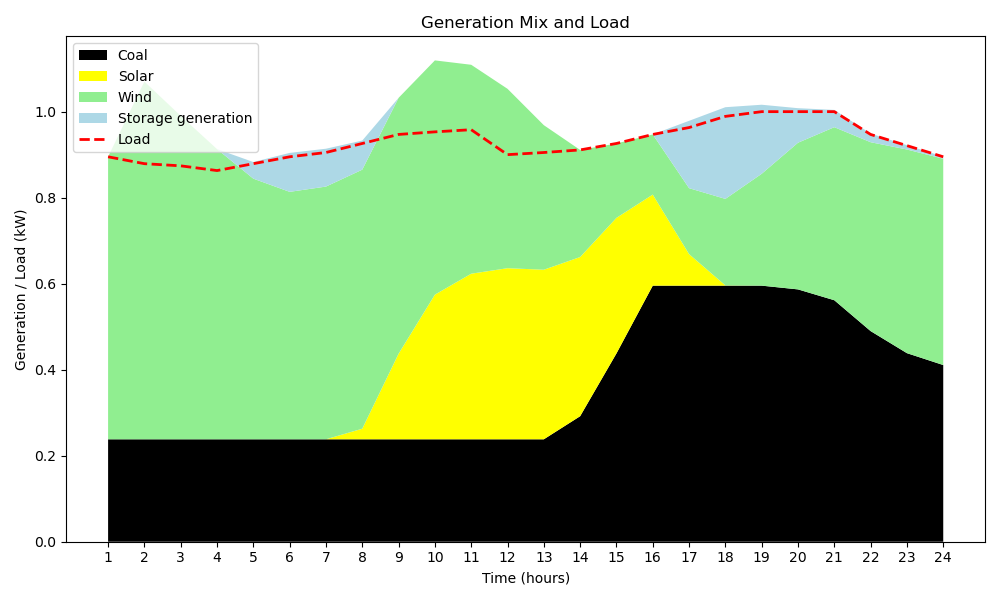 Generation Mix and Load
Coal
Solar
Wind
Storage generation
Load
Generation / Load (kW)
1.0
0.8
0.6
0.4
0.2
0.0
1 2 3 4 5 6 7 8 9 10 11 12 13 14 15 16 17 18 19 20 21 22 23 24
Time (hours)